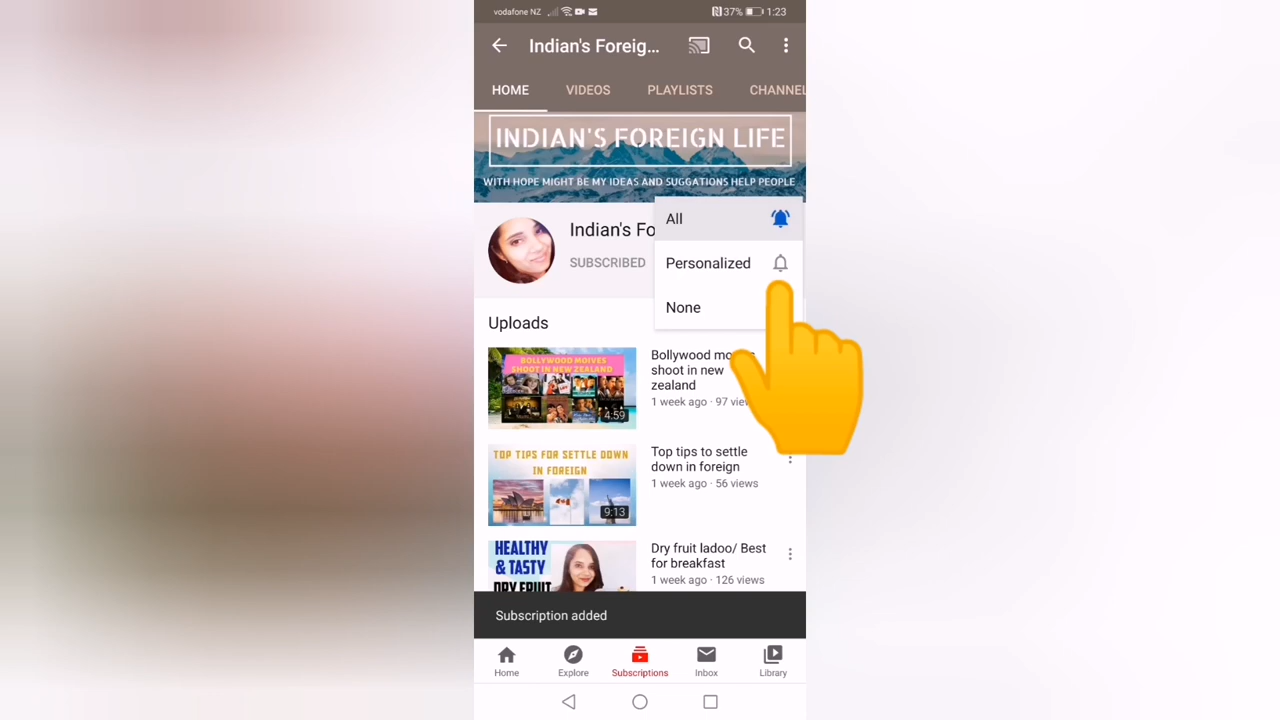 vodafone NZ
37% 1:23
Indian's Foreig...
HOME VIDEOS PLAYLISTS CHANNEL
INDIAN'S FOREIGN LIFE
WITH HOPE MIGHT BE MY IDEAS AND SUGGATIONS HELP PEOPLE
Indian's Fo
SUBSCRIBED
All
Personalized
None
Uploads
BOLLYWOOD MOIVES
SHOOT IN NEW ZEALAND
4:59
Bollywood mo
shoot in new
zealand
1 week ago · 97
TOP TIPS FOR SETTLE DOWN
IN FOREIGN
9:13
Top tips to settle
down in foreign
1 week ago · 56 views
HEALTHY
& TASTY
DRY FRUIT
Dry fruit ladoo/ Best
for breakfast
1 week ago · 126 views
Subscription added
Home Explore Subscriptions Inbox Library